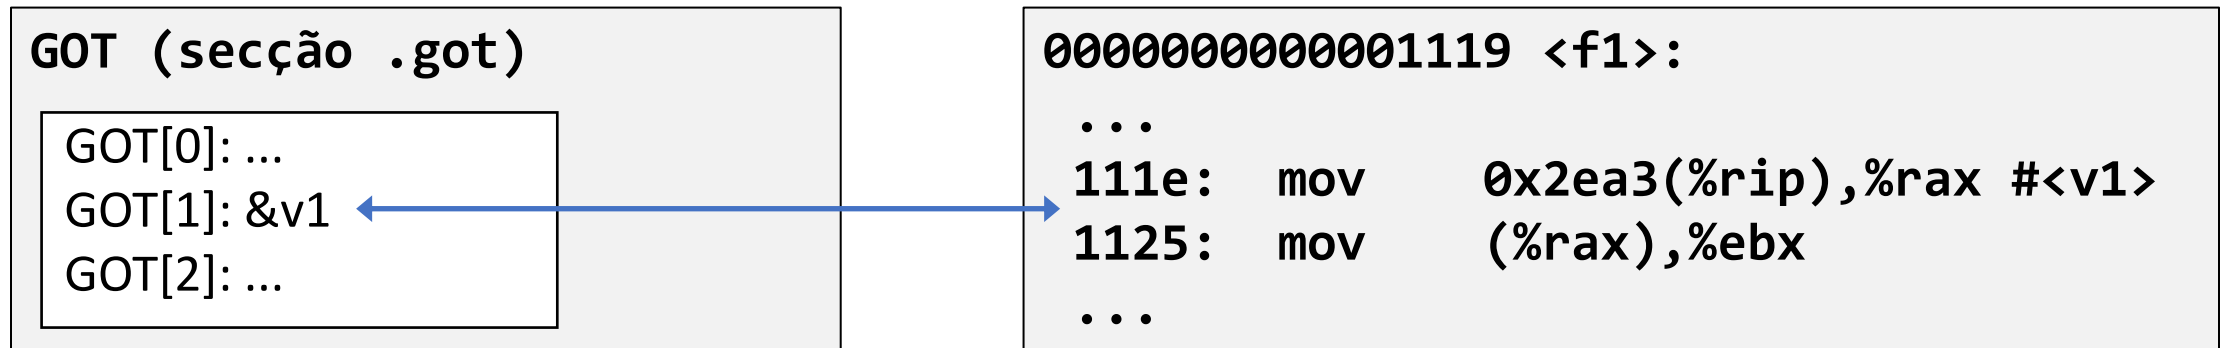 GOT (secção .got)
GOT[0]: ...
GOT[1]: &v1
GOT[2]: ...
0000000000001119 <f1>:
...
111e: mov 0x2ea3(%rip),%rax #<v1>
1125: mov (%rax),%ebx
...